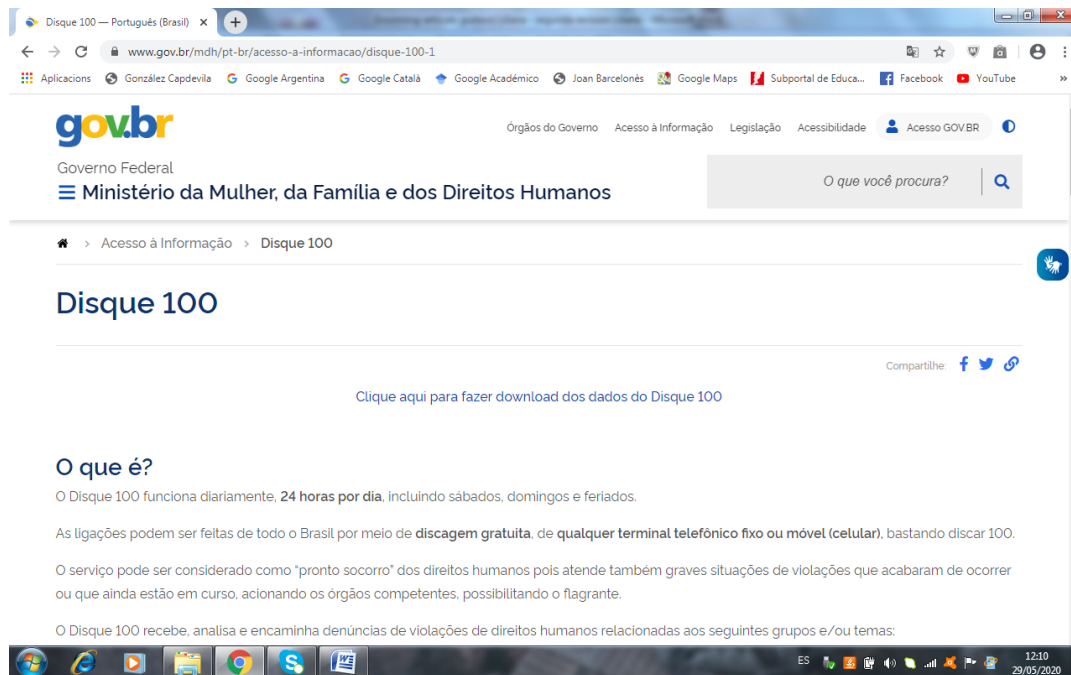 Disque 100 — Português (Brasil)
www.gov.br/mdh/pt-br/acesso-a-informacao/disque-100-1
Aplicacions González Capdevila Google Argentina Google Català Google Académico Joan Barcelonès Google Maps Subportal de Educa... Facebook YouTube »
gov.br
Órgãos do Governo Acesso à Informação Legislação Acessibilidade Acesso GOV.BR
Governo Federal
Ministério da Mulher, da Família e dos Direitos Humanos
O que você procura?
Acesso à Informação > Disque 100
Disque 100
Compartilhe:
Clique aqui para fazer download dos dados do Disque 100
O que é?
O Disque 100 funciona diariamente, 24 horas por dia, incluindo sábados, domingos e feriados.
As ligações podem ser feitas de todo o Brasil por meio de discagem gratuita, de qualquer terminal telefônico fixo ou móvel (celular), bastando discar 100.
O serviço pode ser considerado como "pronto socorro" dos direitos humanos pois atende também graves situações de violações que acabaram de ocorrer
ou que ainda estão em curso, acionando os órgãos competentes, possibilitando o flagrante.
O Disque 100 recebe, analisa e encaminha denúncias de violações de direitos humanos relacionadas aos seguintes grupos e/ou temas:
ES
12:10
29/05/2020